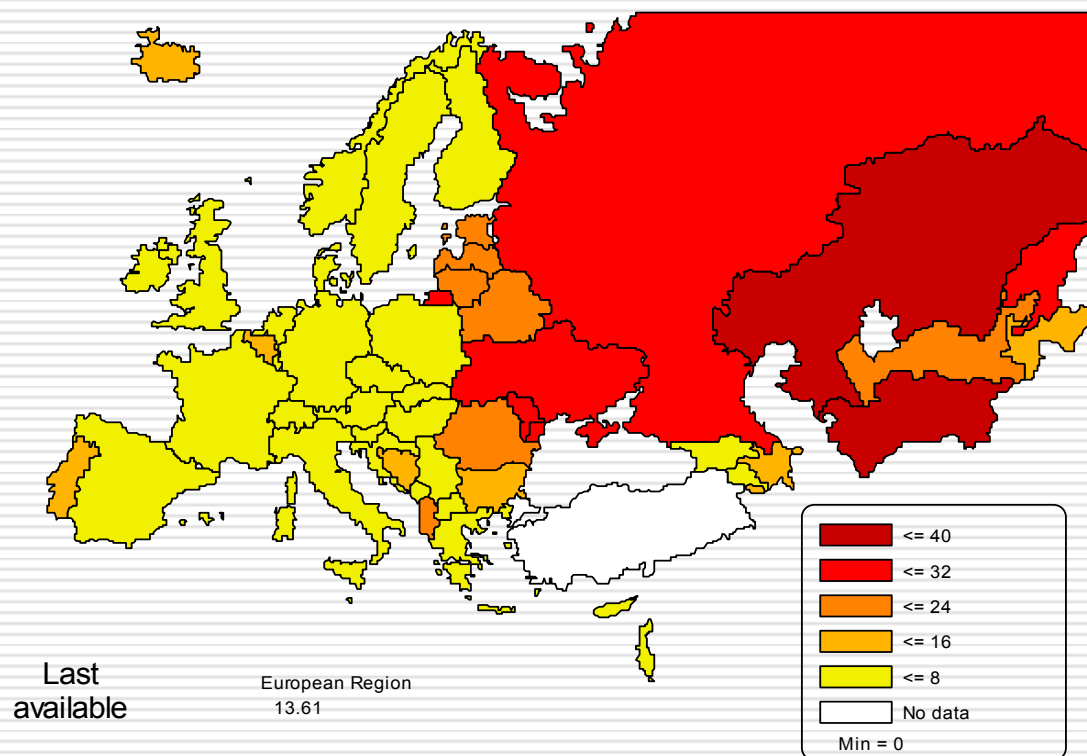 <= 40
<= 32
<= 24
<= 16
<= 8
No data
Min = 0
Last
available
European Region
13.61